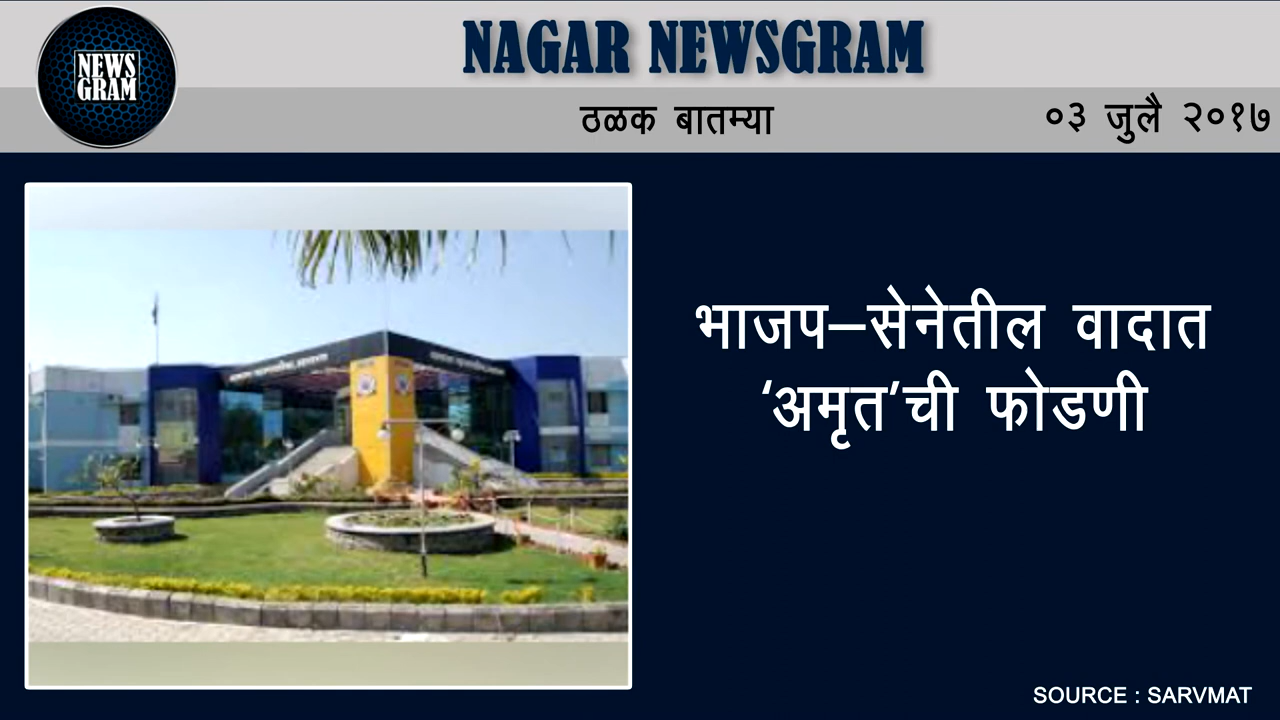 NEWS
GRAM
NAGAR NEWSGRAM
ठळक बातम्या
०३ जुलै २०१७
भाजप–सेनेतील वादात
‘अमृत’ची फोडणी
SOURCE : SARVMAT